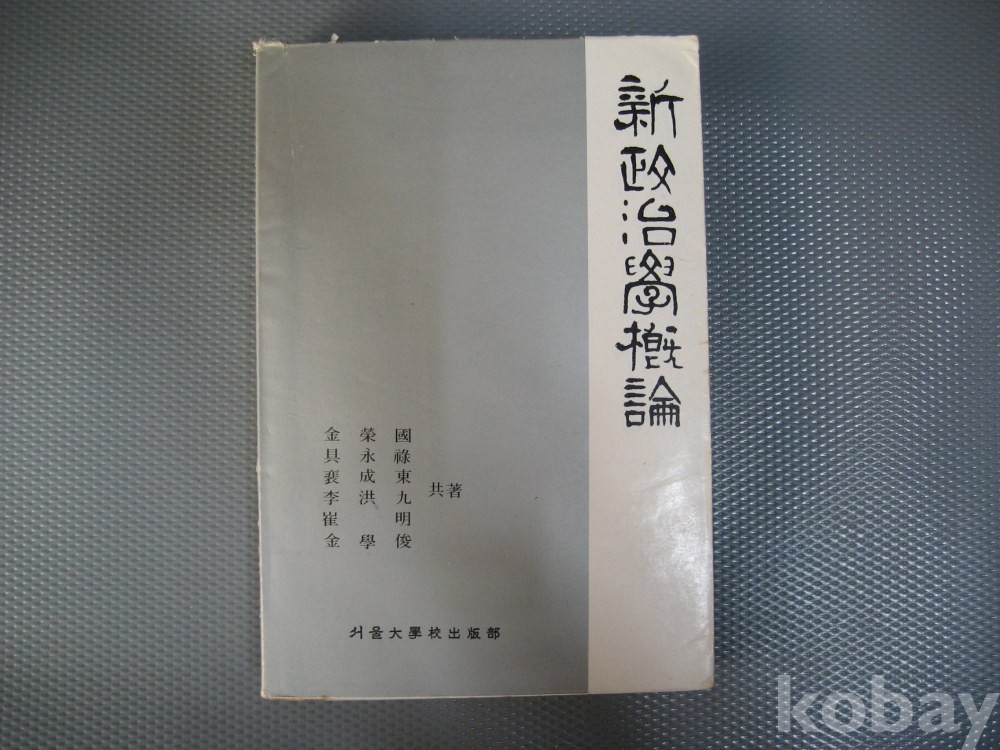 新政治學概論
金榮國
具永祿
裵成東
李洪九
崔明
金學俊
共著
서울大學校出版部
kobay